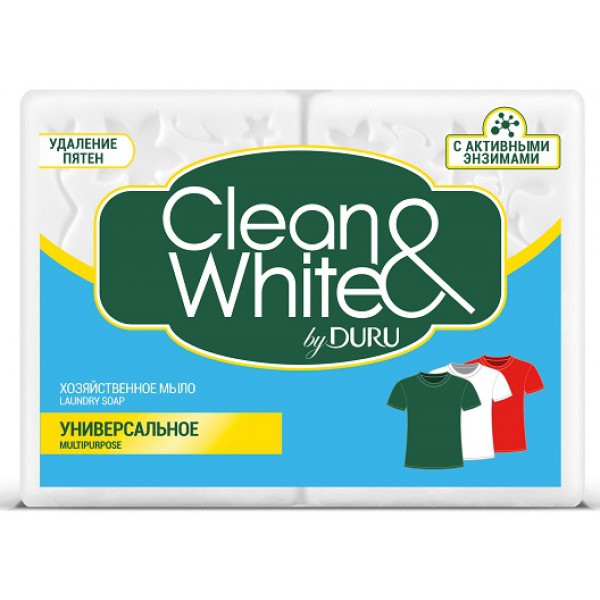 УДАЛЕНИЕ
ПЯТЕН
С АКТИВНЫМИ
ЭНЗИМАМИ
Clean &
White
by DURU
ХОЗЯЙСТВЕННОЕ МЫЛО
LAUNDRY SOAP
УНИВЕРСАЛЬНОЕ
MULTIPURPOSE